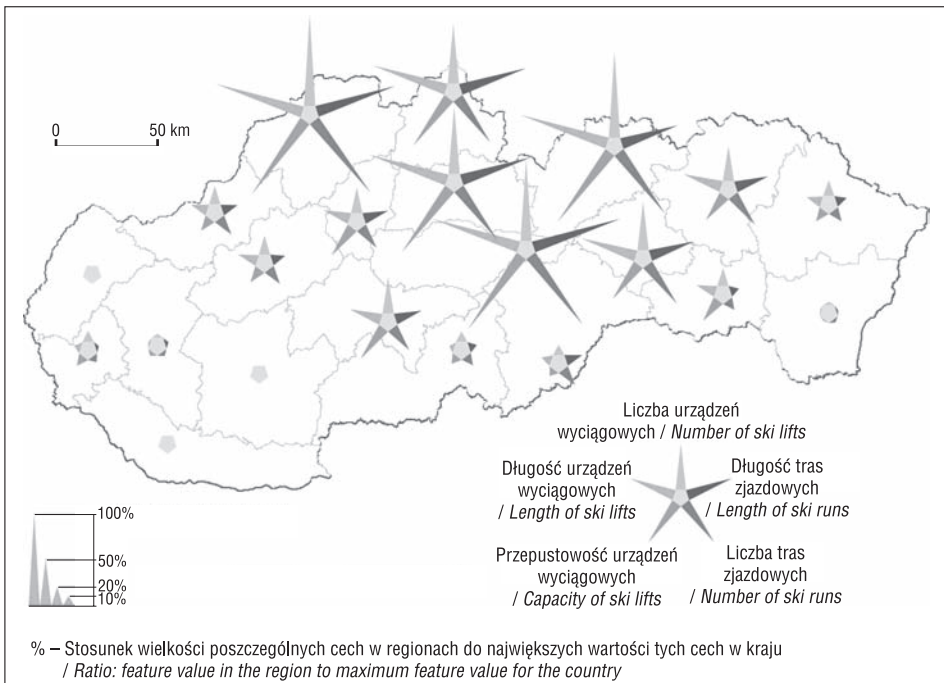 0 50 km
Liczba urządzeń
wyciągowych / Number of ski lifts
Długość urządzeń
wyciągowych
/ Length of ski lifts
Długość tras
zjazdowych
/ Length of ski runs
Przepustowość urządzeń
wyciągowych
/ Capacity of ski lifts
Liczba tras
zjazdowych
/ Number of ski runs
100%
50%
20%
10%
% – Stosunek wielkości poszczególnych cech w regionach do największych wartości tych cech w kraju
/ Ratio: feature value in the region to maximum feature value for the country